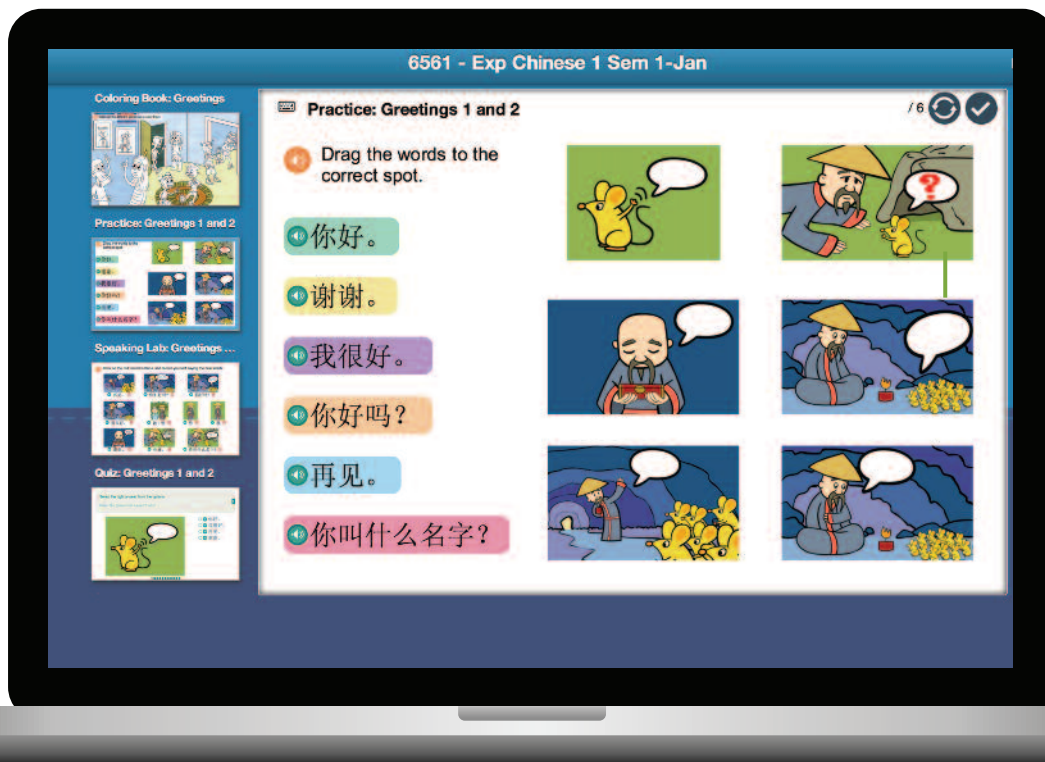 6561 - Exp Chinese 1 Sem 1-Jan
Coloring Book: Greetings
Practice: Greetings 1 and 2
Speaking Lab: Greetings ...
Quiz: Greetings 1 and 2
Practice: Greetings 1 and 2
/ 6
Drag the words to the
correct spot.
你好。
谢谢。
我很好。
你好吗?
再见。
你叫什么名字?
?